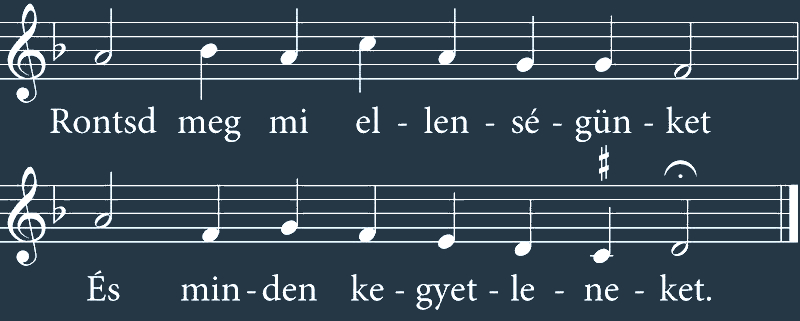 Rontsd meg mi el - len - sé - gün - ket
És min - den ke - gyet - le - ne - ket.